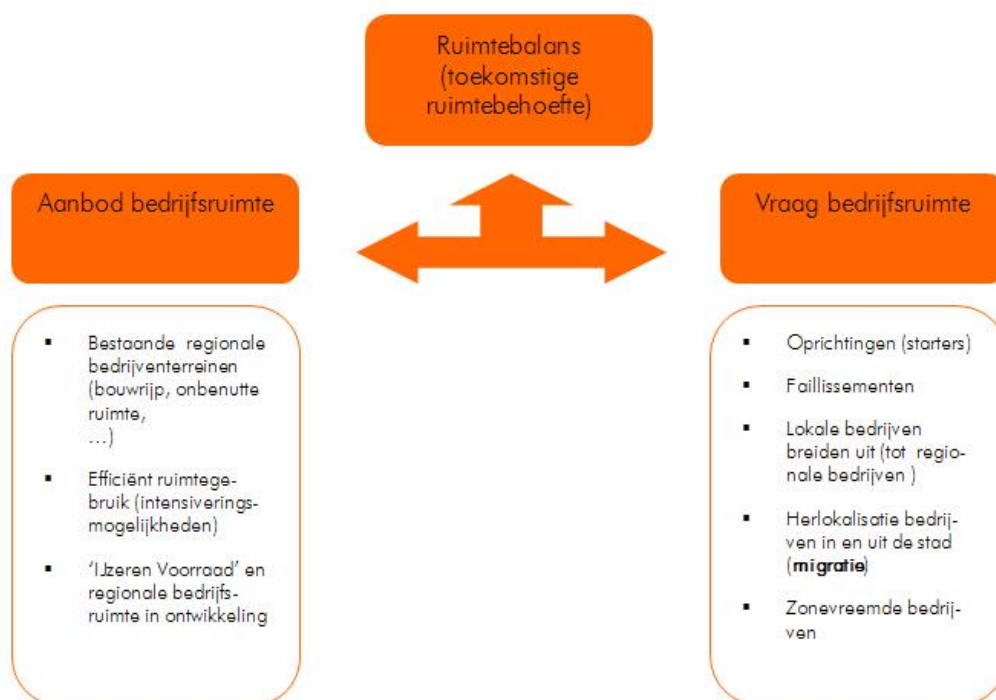 Ruimtebalans
(toekomstige
ruimtebehoefte)
Aanbod bedrijfsruimte
Vraag bedrijfsruimte
▪ Bestaande regionale
bedrijventerreinen
(bouwrijp, onbenutte
ruimte,
...)
▪ Efficiënt ruimtege-
bruik (intensiverings-
mogelijkheden)
▪ ‘IJzeren Voorraad’ en
regionale bedrijfs-
ruimte in ontwikkeling
▪ Oprichtingen (starters)
▪ Faillissementen
▪ Lokale bedrijven
breiden uit (tot regio-
nale bedrijven )
▪ Herlokalisatie bedrij-
ven in en uit de stad
(migratie)
▪ Zonevreemde bedrij-
ven